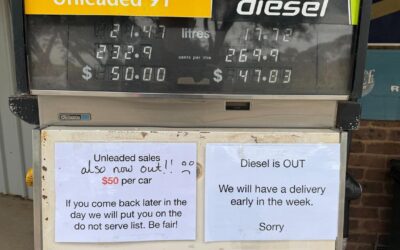 Unleaded 91
diesel
21.47 litres 17.72
232.9 cents per litre 269.9
$ 50.00 $ 47.83
Unleaded sales
also now out!!
$50 per car
If you come back later in the
day we will put you on the
do not serve list. Be fair!
Diesel is OUT
We will have a delivery
early in the week.
Sorry